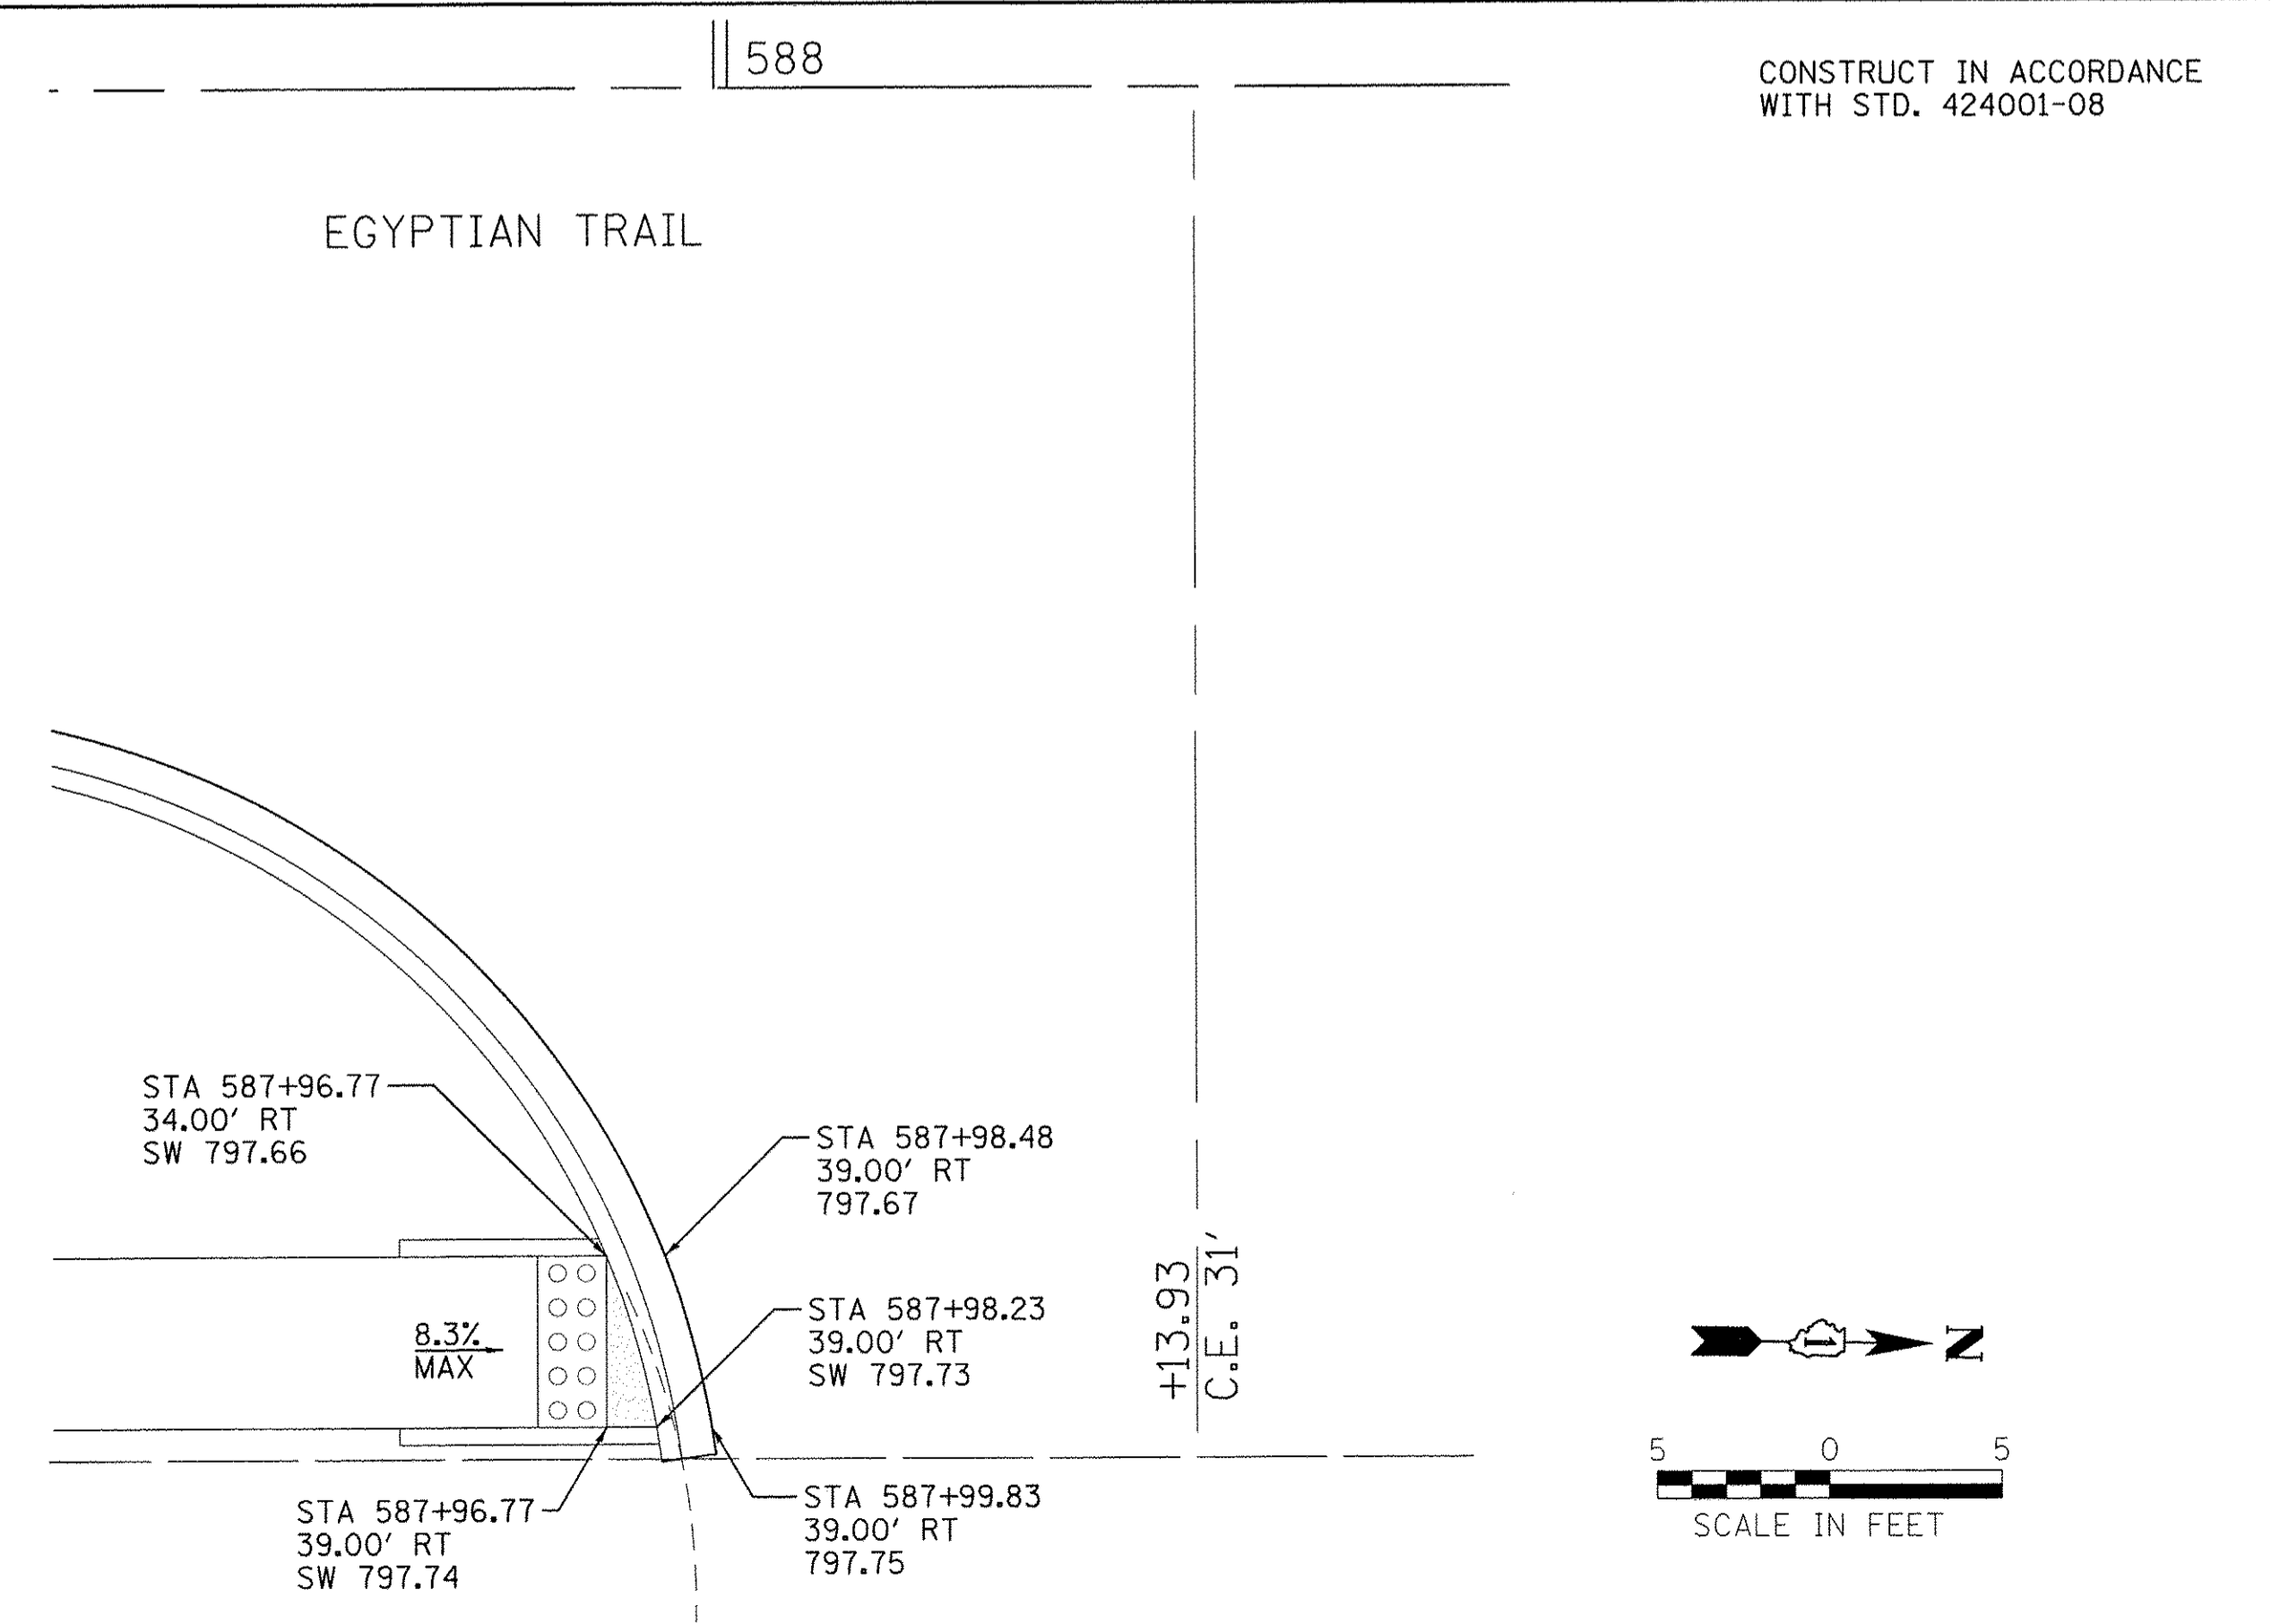 588
CONSTRUCT IN ACCORDANCE
WITH STD. 424001-08
EGYPTIAN TRAIL
STA 587+96.77
34.00' RT
SW 797.66
STA 587+98.48
39.00' RT
797.67
STA 587+98.23
39.00' RT
SW 797.73
8.3%
MAX
+13.93
C.E. 31'
N
STA 587+96.77
39.00' RT
SW 797.74
STA 587+99.83
39.00' RT
797.75
5 0 5
SCALE IN FEET